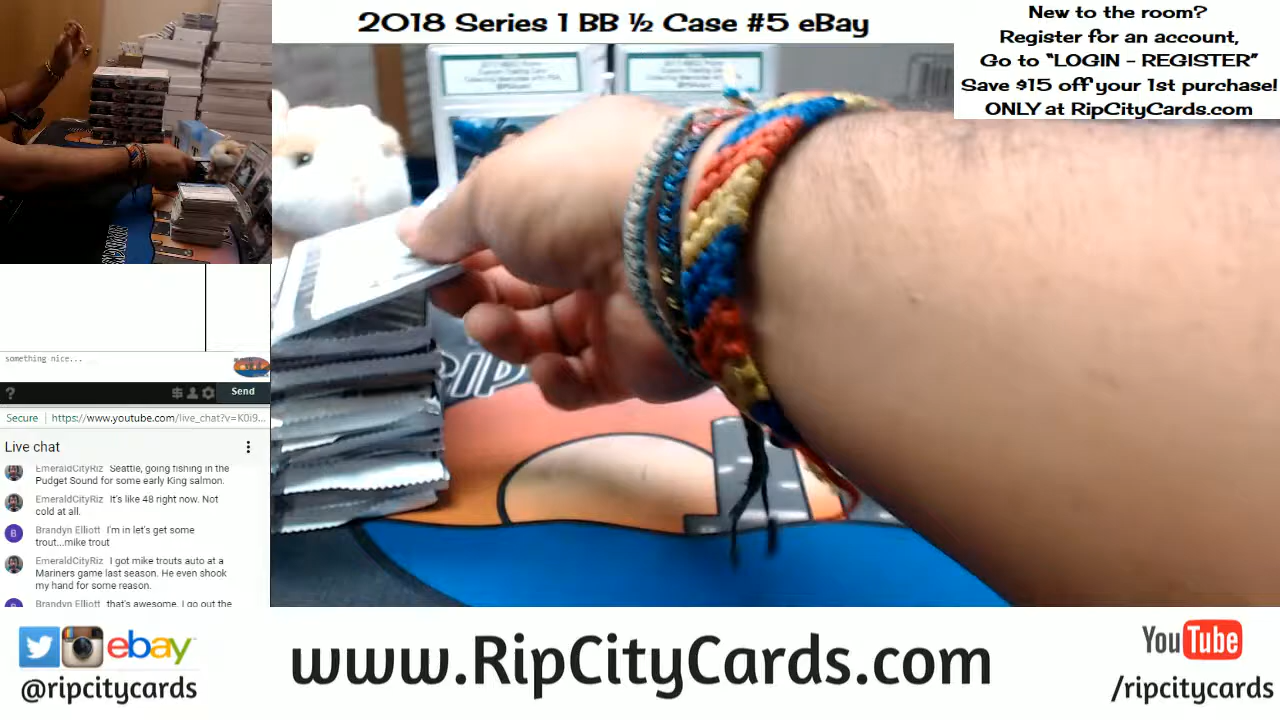 2018 Series 1 BB ½ Case #5 eBay
New to the room?
Register for an account,
Go to “LOGIN - REGISTER”
Save $15 off your 1st purchase!
ONLY at RipCityCards.com
RIP
something nice...
?
Send
Secure https://www.youtube.com/live_chat?v=K0i9...
Live chat
EmeraldCityRiz Seattle, going fishing in the
Pudget Sound for some early King salmon.
EmeraldCityRiz It's like 48 right now. Not
cold at all.
B Brandyn Elliott I'm in let's get some
trout...mike trout
EmeraldCityRiz I got mike trouts auto at a
Mariners game last season. He even shook
my hand for some reason.
Brandyn Elliott that's awesome. I go out the
ebay
@ripcitycards
www.RipCityCards.com
YouTube
/ripcitycards